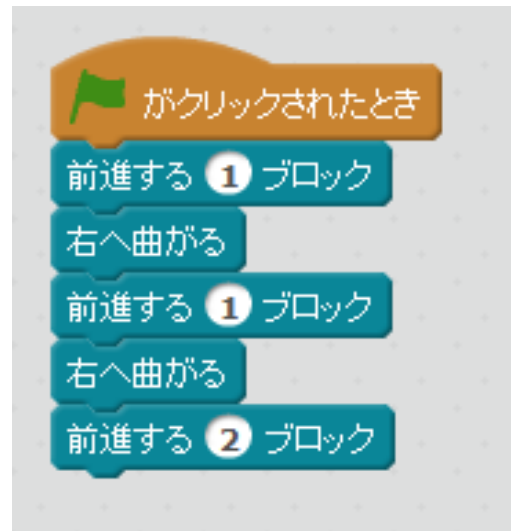 がクリックされたとき
前進する 1 ブロック
右へ曲がる
前進する 1 ブロック
右へ曲がる
前進する 2 ブロック